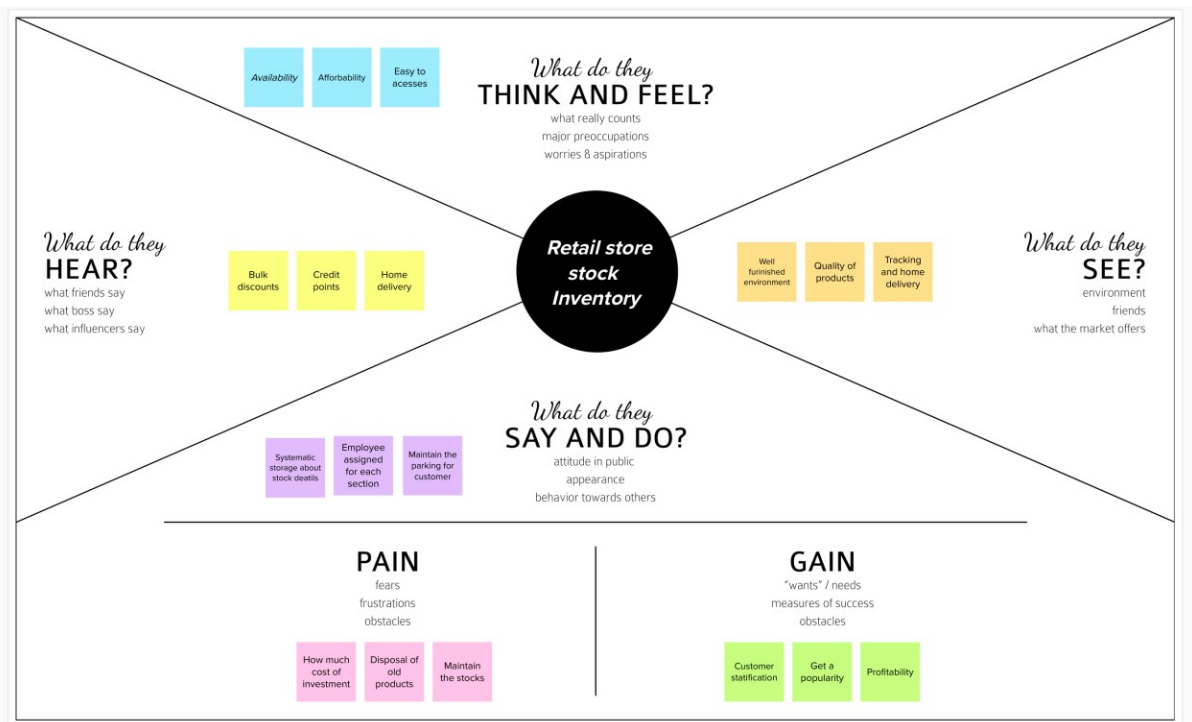 What do they
THINK AND FEEL?
what really counts
major preoccupations
worries & aspirations
Availability
Afforbability
Easy to
acesses
What do they
HEAR?
what friends say
what boss say
what influencers say
Bulk
discounts
Credit
points
Home
delivery
Retail store
stock
Inventory
Well
furinished
environment
Quality of
products
Tracking
and home
delivery
What do they
SEE?
environment
friends
what the market offers
What do they
SAY AND DO?
attitude in public
appearance
behavior towards others
Systematic
storage about
stock deatils
Employee
assigned
for each
section
Maintain the
parking for
customer
PAIN
fears
frustrations
obstacles
How much
cost of
investment
Disposal of
old
products
Maintain
the stocks
GAIN
"wants" / needs
measures of success
obstacles
Customer
statification
Get a
popularity
Profitability